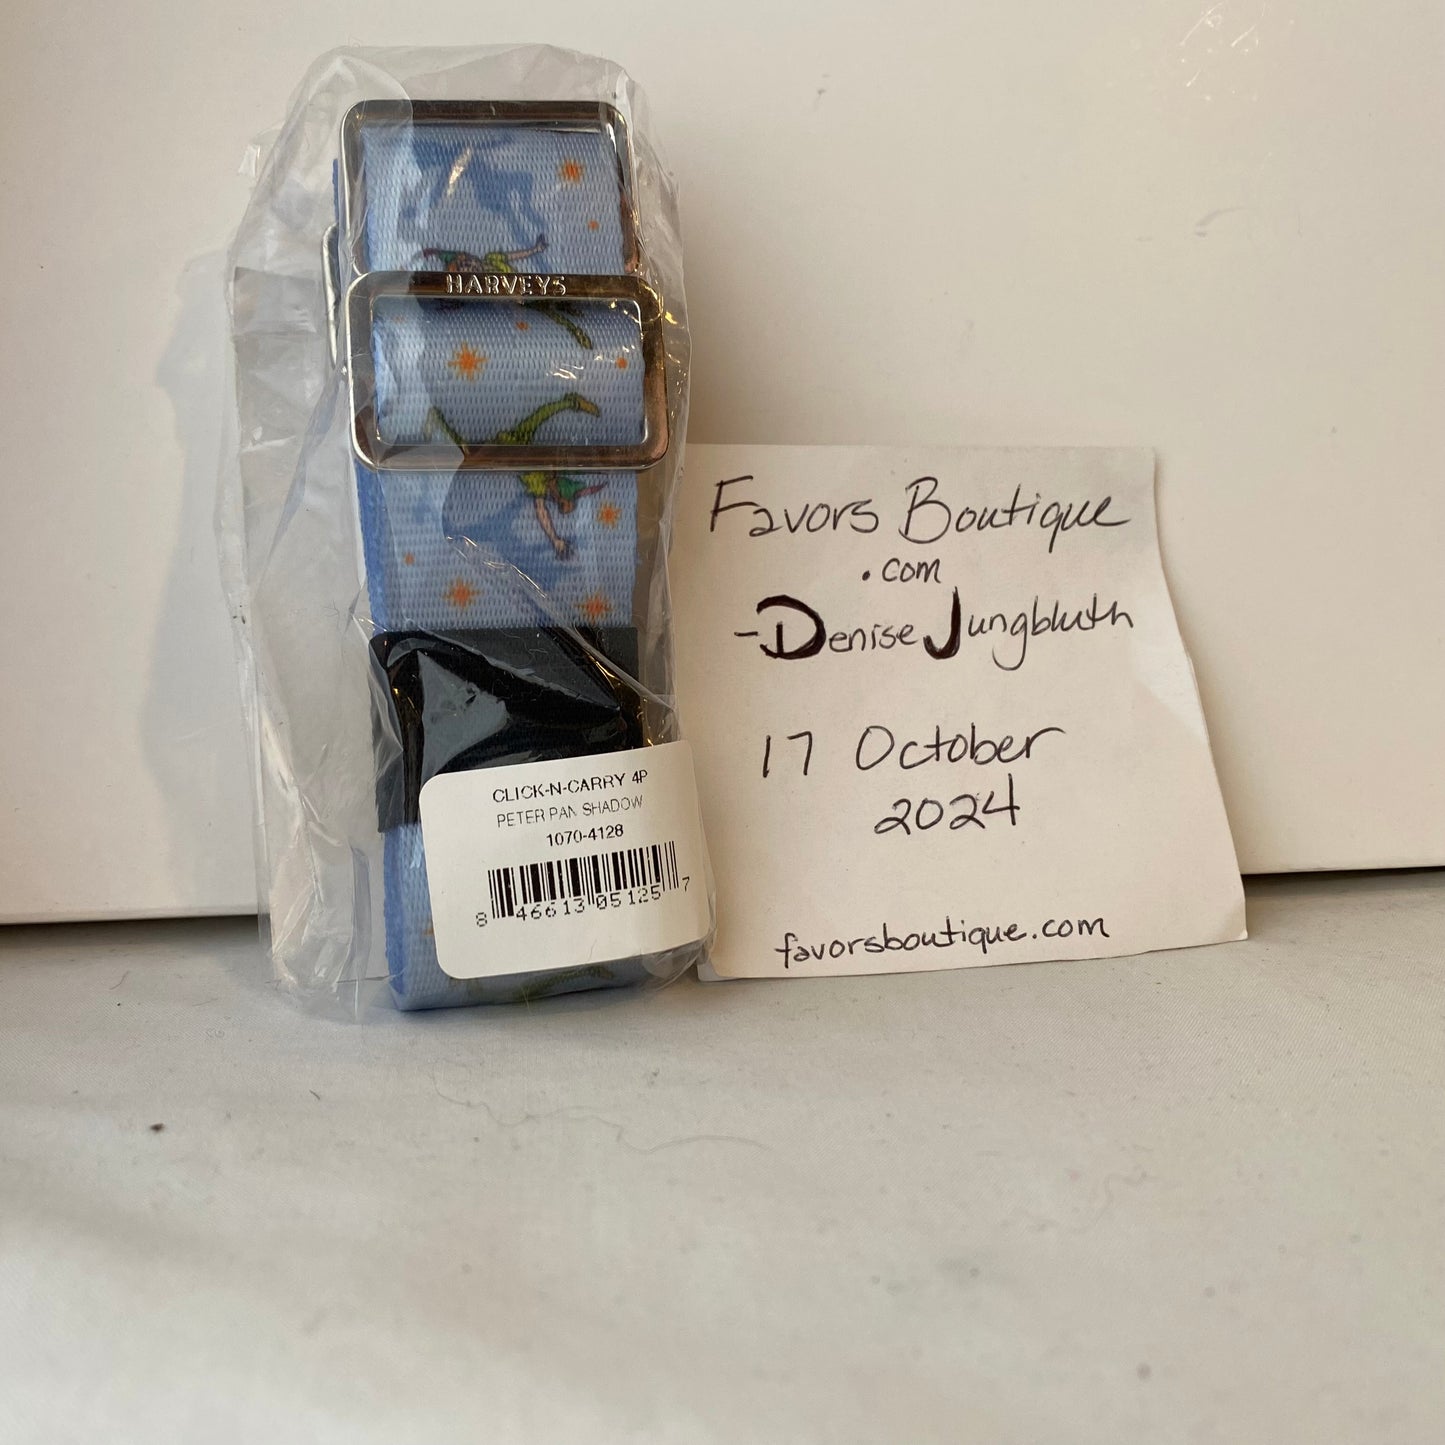 HARVEYS
CLICK-N-CARRY 4P
PETER PAN SHADOW
1070-4128
8 46613 05125 7
Favors Boutique
.com
-Denise Jungbluth
17 October
2024
favorsboutique.com